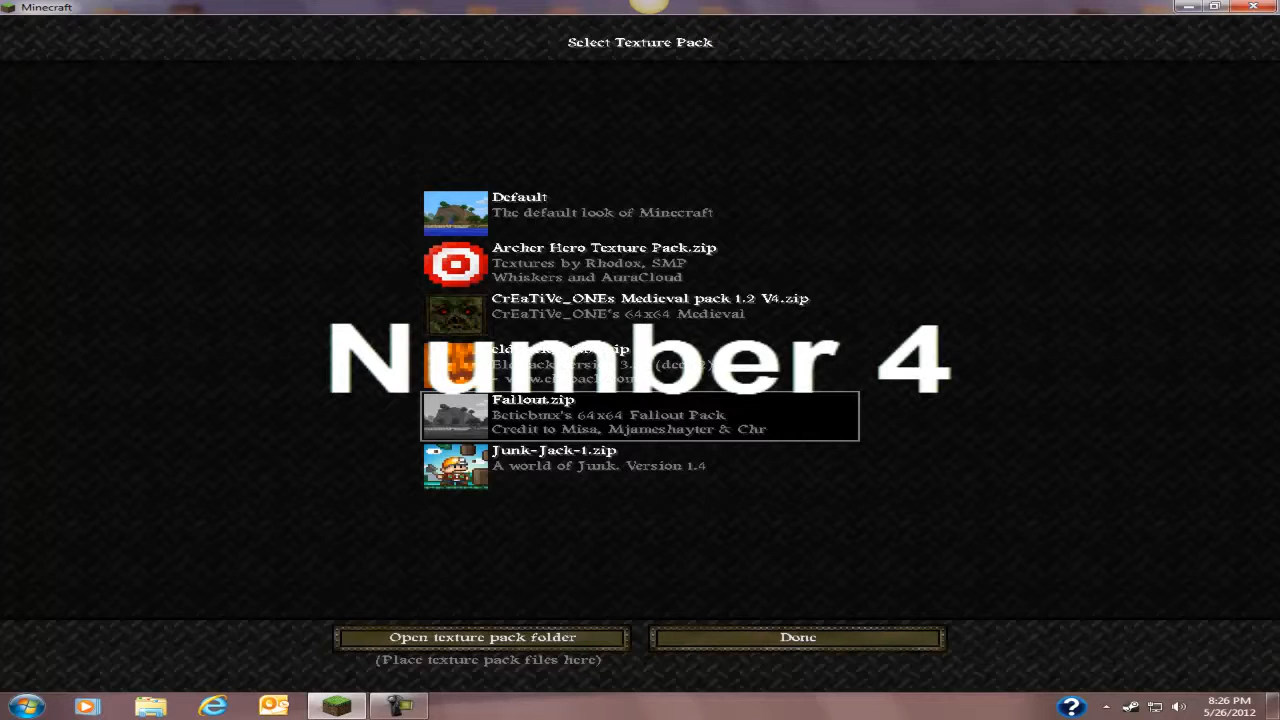 Minecraft
Select Texture Pack
Default
The default look of Minecraft
Archer Hero Texture Pack.zip
Textures by Rhodox, SMP
Whiskers and AuraCloud
CrEaTiVe_ONEs Medieval pack 1.2 V4.zip
CrEaTiVe_ONE's 64x64 Medieval
Number 4
Fallout.zip
Beticbmx's 64x64 Fallout Pack
Credit to Misa, Mjameshayter & Chr
Junk-Jack-1.zip
A world of Junk. Version 1.4
Open texture pack folder
Done
(Place texture pack files here)
8:26 PM
5/26/2012